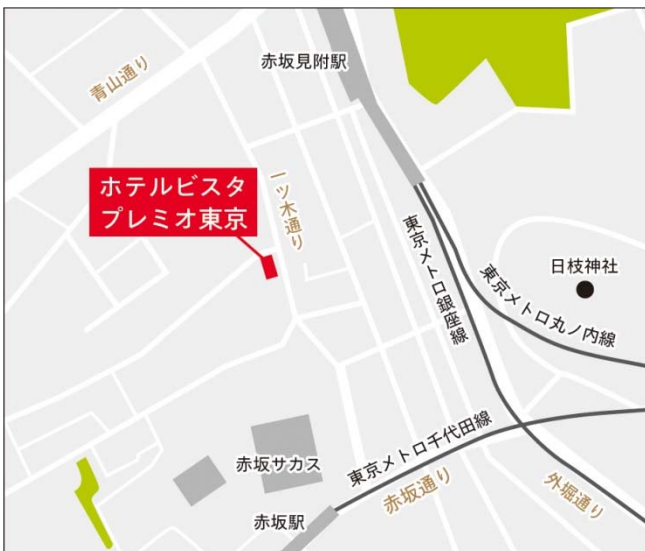 赤坂見附駅
青山通り
ホテルビスタ
プレミオ東京
一ツ木通り
東京メトロ銀座線
日枝神社
東京メトロ丸ノ内線
赤坂サカス
東京メトロ千代田線
赤坂通り
外堀通り
赤坂駅